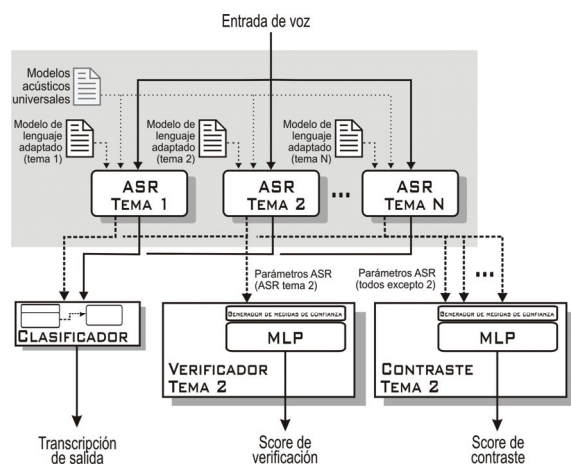 Entrada de voz
Modelos
acústicos
universales
Modelo de
lenguaje
adaptado
(tema 1)
Modelo de
lenguaje
adaptado
(tema 2)
Modelo de
lenguaje
adaptado
(tema N)
ASR
TEMA 1
ASR
TEMA 2
...
ASR
TEMA N
Parámetros ASR
(ASR tema 2)
Parámetros ASR
(todos excepto 2)
...
CLASIFICADOR
GENERADOR DE MEDIDAS DE CONFIANZA
MLP
VERIFICADOR
TEMA 2
GENERADOR DE MEDIDAS DE CONFIANZA
MLP
CONTRASTE
TEMA 2
Transcripción
de salida
Score de
verificación
Score de
contraste